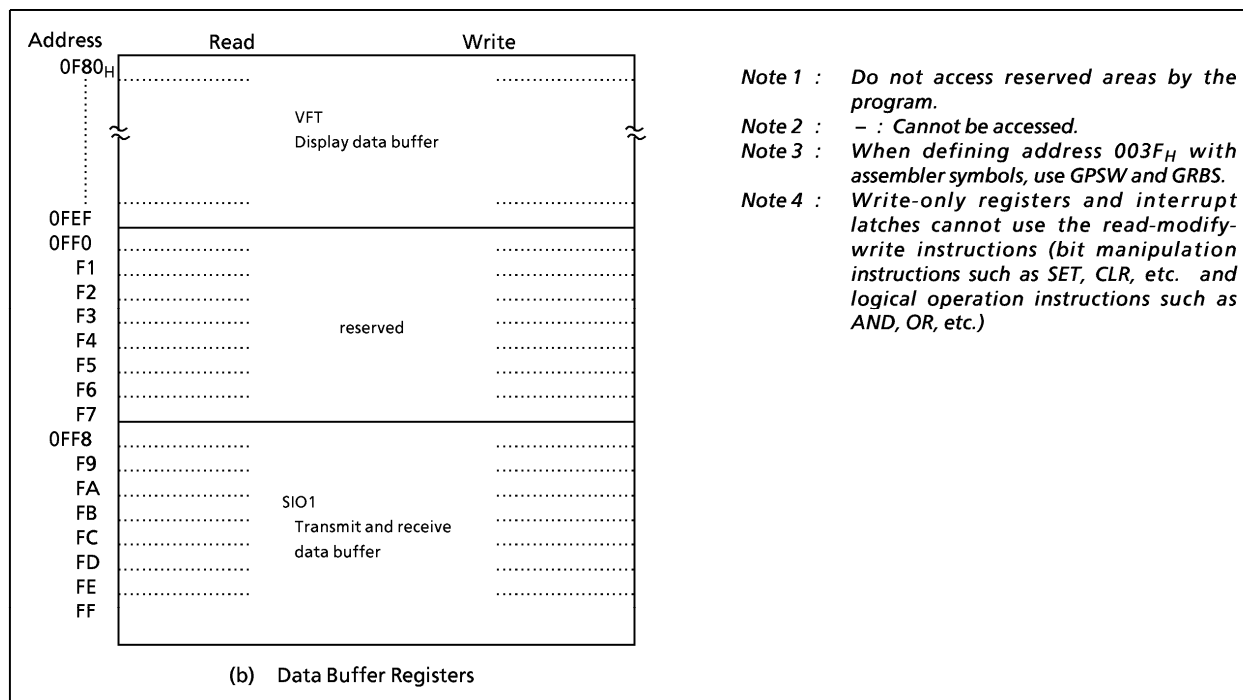 Address Read Write
0F80H
VFT
Display data buffer
0FEF
0FF0
F1
F2
F3
reserved
F4
F5
F6
F7
0FF8
F9
FA
SIO1
FB
Transmit and receive
FC
data buffer
FD
FE
FF
(b) Data Buffer Registers
Note 1 : Do not access reserved areas by the
program.
Note 2 : – : Cannot be accessed.
Note 3 : When defining address 003FH with
assembler symbols, use GPSW and GRBS.
Note 4 : Write-only registers and interrupt
latches cannot use the read-modify-
write instructions (bit manipulation
instructions such as SET, CLR, etc. and
logical operation instructions such as
AND, OR, etc.)